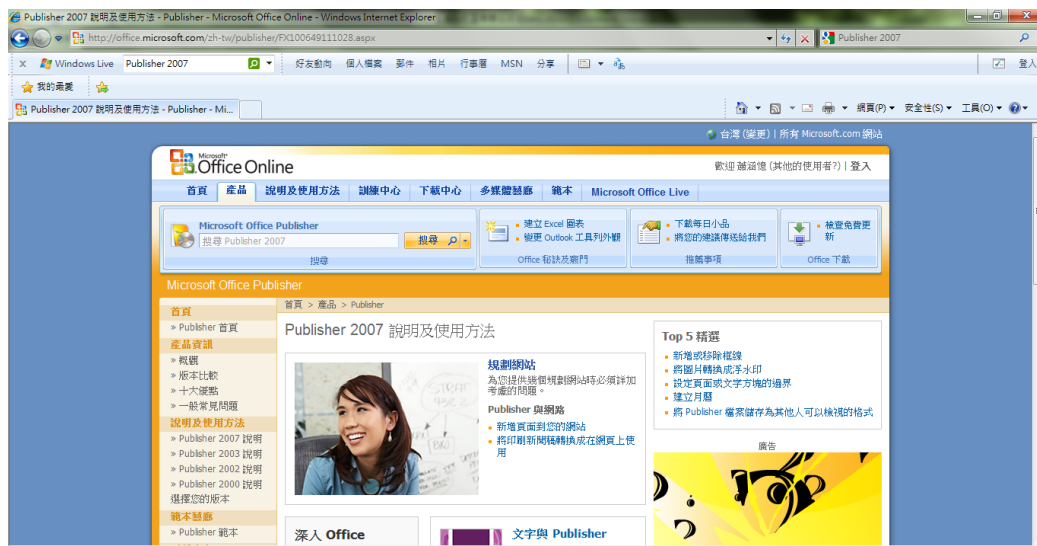 Publisher 2007 說明及使用方法 - Publisher - Microsoft Office Online - Windows Internet Explorer
http://office.microsoft.com/zh-tw/publisher/FX100649111028.aspx
Publisher 2007
x Windows Live Publisher 2007 好友動向 個人檔案 郵件 相片 行事曆 MSN 分享 登入
我的最愛
Publisher 2007 說明及使用方法 - Publisher - Mi... 網頁(P) 安全性(S) 工具(O)
台灣 (變更) | 所有 Microsoft.com 網站
Microsoft
Office Online
歡迎 蕭涵憶 (其他的使用者?) | 登入
首頁 產品 說明及使用方法 訓練中心 下載中心 多媒體藝廊 範本 Microsoft Office Live
Microsoft Office Publisher
搜尋 Publisher 2007
搜尋
搜尋
建立 Excel 圖表
變更 Outlook 工具列外觀
Office 秘訣及竅門
下載每日小品
將您的建議傳送給我們
推薦事項
檢查免費更新
Office 下載
Microsoft Office Publisher
首頁
» Publisher 首頁
產品資訊
» 概觀
» 版本比較
» 十大優點
» 一般常見問題
說明及使用方法
» Publisher 2007 說明
» Publisher 2003 說明
» Publisher 2002 說明
» Publisher 2000 說明
選擇您的版本
範本藝廊
» Publisher 範本
首頁 > 產品 > Publisher
Publisher 2007 說明及使用方法
規劃網站
為您提供幾個規劃網站時必須詳加
考慮的問題。
Publisher 與網路
新增頁面到您的網站
將印刷新聞稿轉換成在網頁上使
用
深入 Office
文字與 Publisher
Top 5 精選
新增或移除框線
將圖片轉換成浮水印
設定頁面或文字方塊的邊界
建立月曆
將 Publisher 檔案儲存為其他人可以檢視的格式
廣告